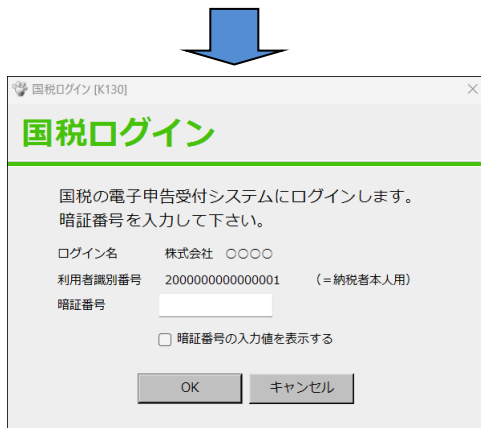 国税ログイン [K130]
国税ログイン
国税の電子申告受付システムにログインします。
暗証番号を入力して下さい。
ログイン名 株式会社 ○○○○
利用者識別番号 2000000000000001 (=納税者本人用)
暗証番号
暗証番号の入力値を表示する
OK キャンセル